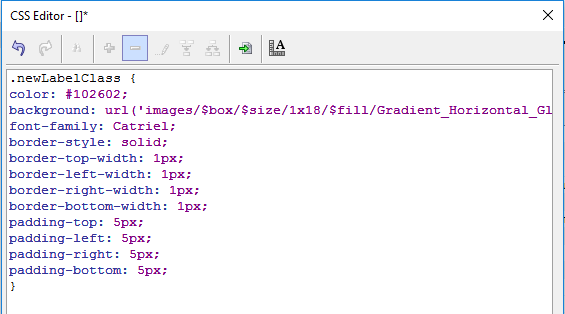 CSS Editor - []*
.newLabelClass {
color: #102602;
background: url('images/$box/$size/1x18/$fill/Gradient_Horizontal_Gl
font-family: Catriel;
border-style: solid;
border-top-width: 1px;
border-left-width: 1px;
border-right-width: 1px;
border-bottom-width: 1px;
padding-top: 5px;
padding-left: 5px;
padding-right: 5px;
padding-bottom: 5px;
}